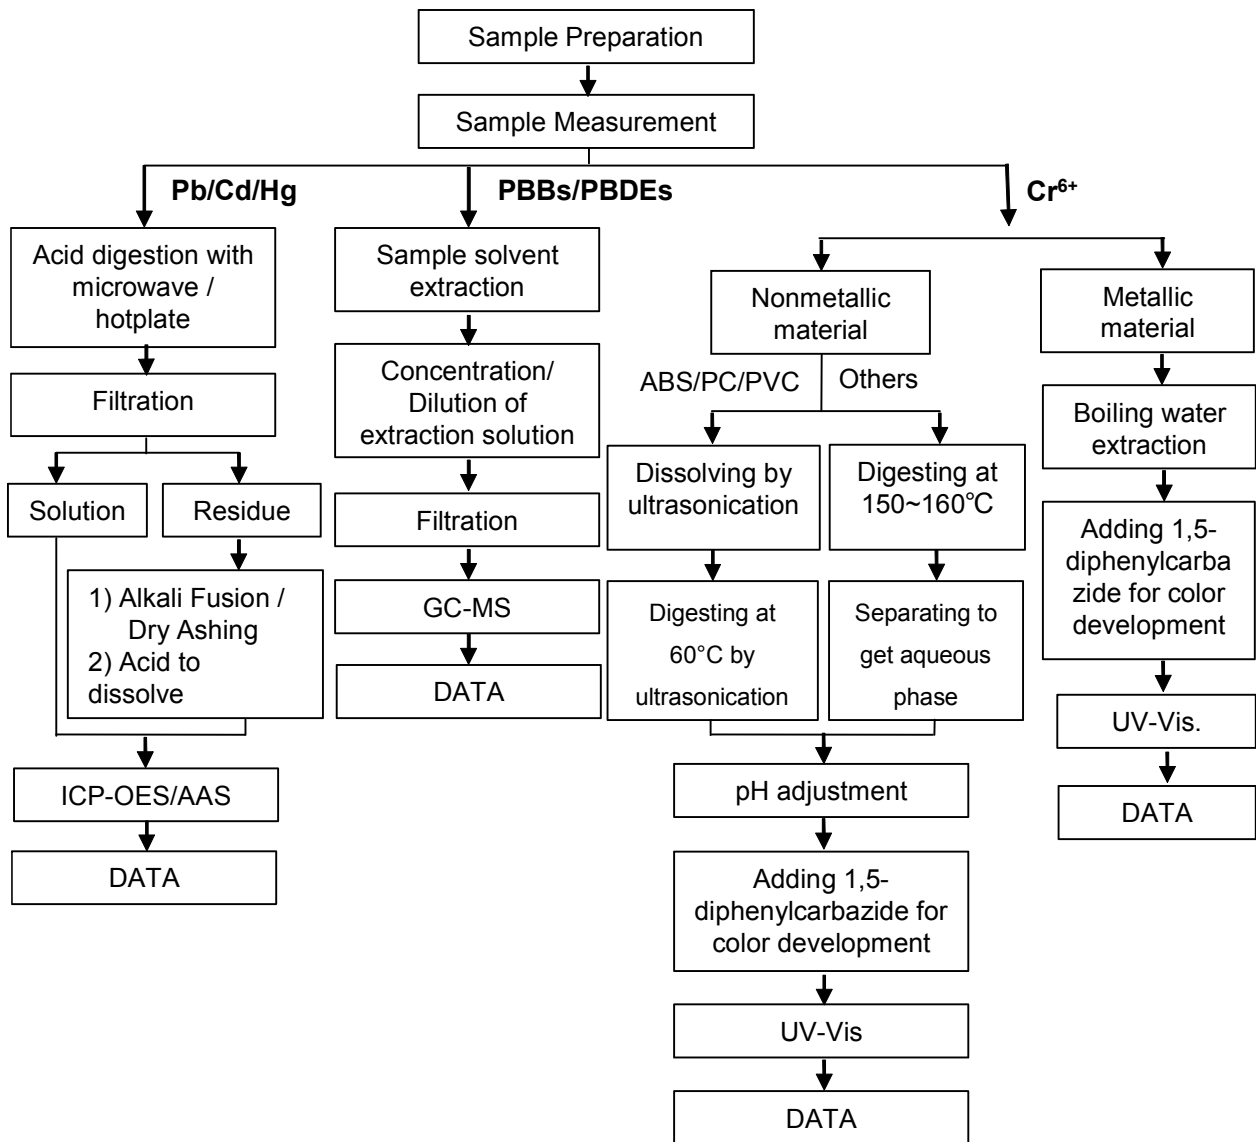 Sample Preparation
Sample Measurement
Pb/Cd/Hg
PBBs/PBDEs
Cr⁶⁺
Acid digestion with
microwave /
hotplate
Filtration
Solution
Residue
1) Alkali Fusion /
Dry Ashing
2) Acid to
dissolve
ICP-OES/AAS
DATA
Sample solvent
extraction
Concentration/
Dilution of
extraction solution
Filtration
GC-MS
DATA
Nonmetallic
material
ABS/PC/PVC
Others
Dissolving by
ultrasonication
Digesting at
60°C by
ultrasonication
Digesting at
150~160℃
Separating to
get aqueous
phase
pH adjustment
Adding 1,5-
diphenylcarbazide for
color development
UV-Vis
DATA
Metallic
material
Boiling water
extraction
Adding 1,5-
diphenylcarba
zide for color
development
UV-Vis.
DATA